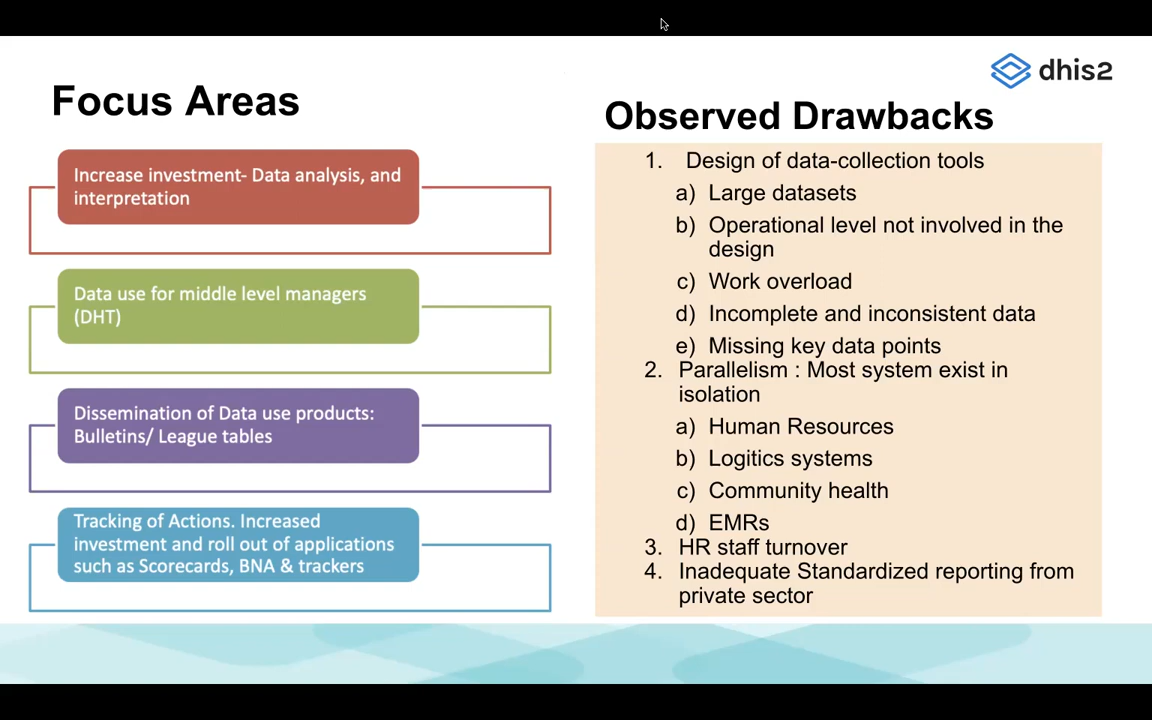 dhis2
Focus Areas
Increase investment- Data analysis, and
interpretation
Data use for middle level managers
(DHT)
Dissemination of Data use products:
Bulletins/ League tables
Tracking of Actions. Increased
investment and roll out of applications
such as Scorecards, BNA & trackers
Observed Drawbacks
1. Design of data-collection tools
a) Large datasets
b) Operational level not involved in the
design
c) Work overload
d) Incomplete and inconsistent data
e) Missing key data points
2. Parallelism : Most system exist in
isolation
a) Human Resources
b) Logitics systems
c) Community health
d) EMRs
3. HR staff turnover
4. Inadequate Standardized reporting from
private sector